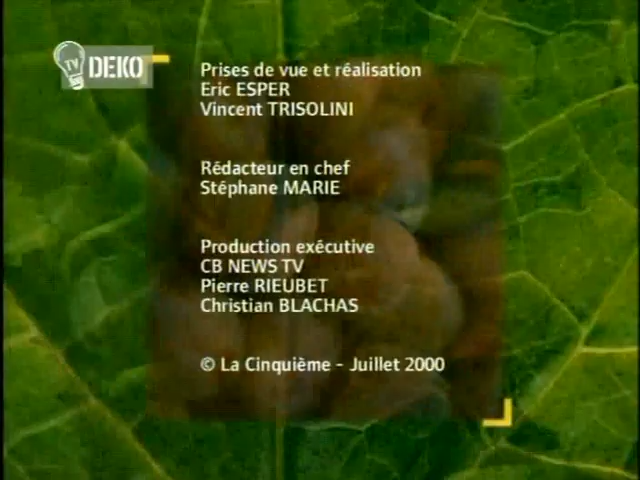 TV DEKO
Prises de vue et réalisation
Eric ESPER
Vincent TRISOLINI
Rédacteur en chef
Stéphane MARIE
Production exécutive
CB NEWS TV
Pierre RIEUBET
Christian BLACHAS
© La Cinquième - Juillet 2000